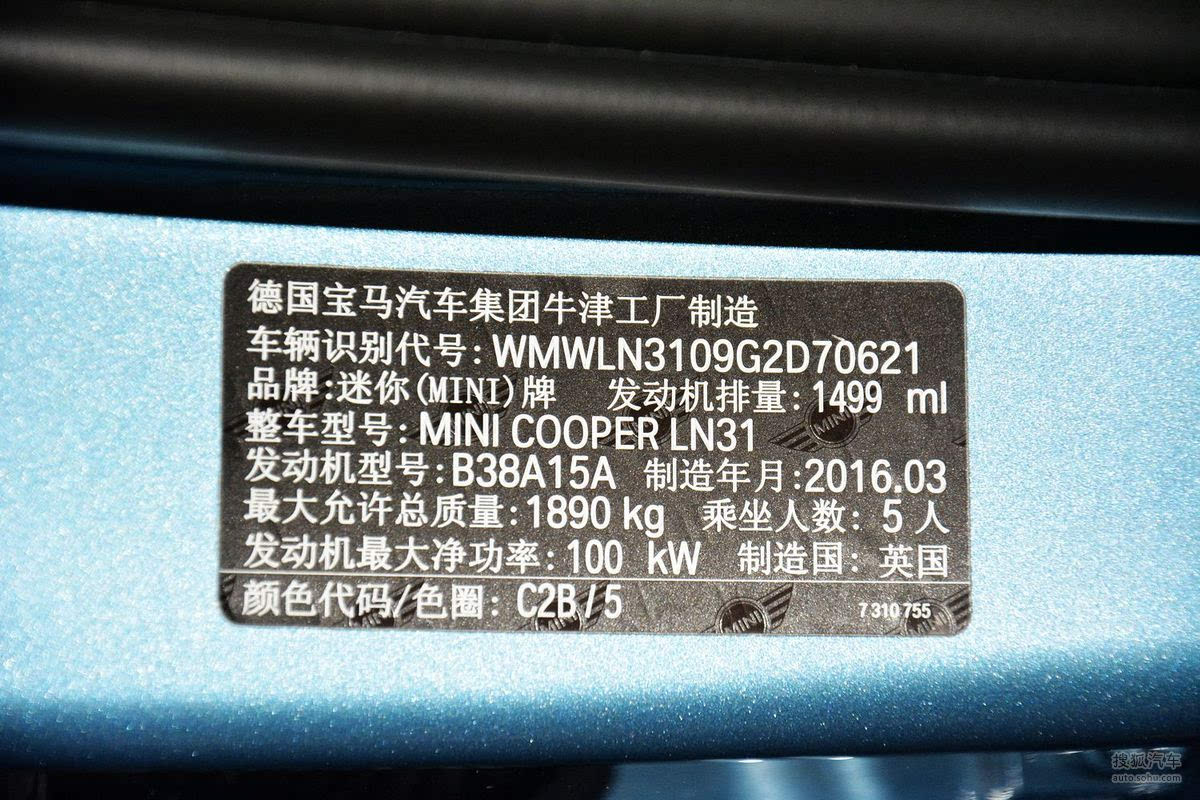 德国宝马汽车集团牛津工厂制造
车辆识别代号:WMWLN3109G2D70621
品牌:迷你(MINI)牌 发动机排量:1499 ml
整车型号:MINI COOPER LN31
发动机型号:B38A15A 制造年月:2016.03
最大允许总质量:1890 kg 乘坐人数: 5人
发动机最大净功率:100 kW 制造国: 英国
颜色代码/色圈: C2B/5 7 310 755
MINI
MINI
搜狐汽车
auto.sohu.com